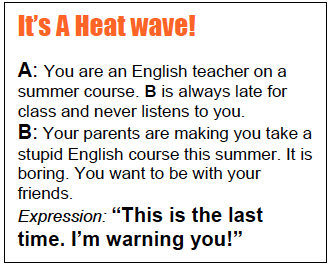 It's A Heat wave!
A: You are an English teacher on a
summer course. B is always late for
class and never listens to you.
B: Your parents are making you take a
stupid English course this summer. It is
boring. You want to be with your
friends.
Expression: “This is the last
time. I’m warning you!”